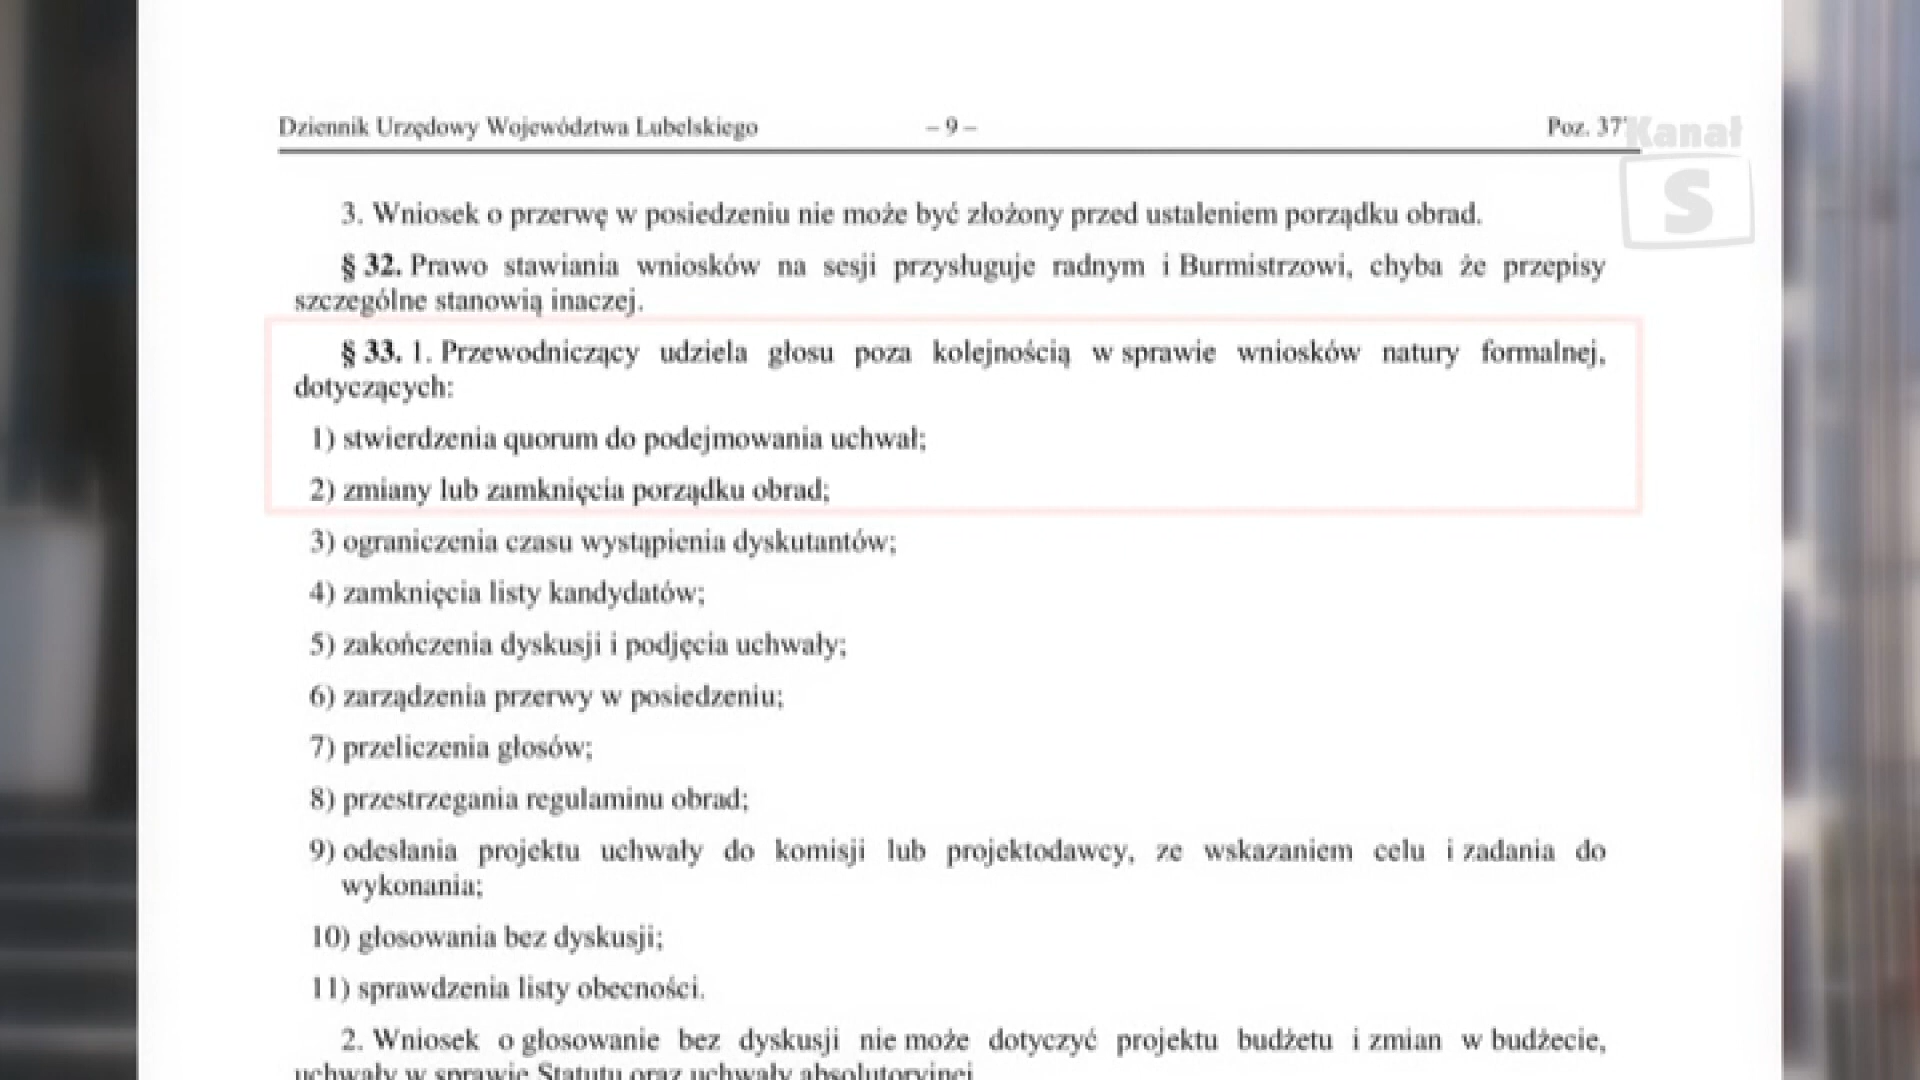 Dziennik Urzędowy Województwa Lubelskiego – 9 – Poz. 37
Kanał
S
3. Wniosek o przerwę w posiedzeniu nie może być złożony przed ustaleniem porządku obrad.
§ 32. Prawo stawiania wniosków na sesji przysługuje radnym i Burmistrzowi, chyba że przepisy
szczególne stanowią inaczej.
§ 33. 1. Przewodniczący udziela głosu poza kolejnością w sprawie wniosków natury formalnej,
dotyczących:
1) stwierdzenia quorum do podejmowania uchwał;
2) zmiany lub zamknięcia porządku obrad;
3) ograniczenia czasu wystąpienia dyskutantów;
4) zamknięcia listy kandydatów;
5) zakończenia dyskusji i podjęcia uchwały;
6) zarządzenia przerwy w posiedzeniu;
7) przeliczenia głosów;
8) przestrzegania regulaminu obrad;
9) odesłania projektu uchwały do komisji lub projektodawcy, ze wskazaniem celu i zadania do
wykonania;
10) głosowania bez dyskusji;
11) sprawdzenia listy obecności.
2. Wniosek o głosowanie bez dyskusji nie może dotyczyć projektu budżetu i zmian w budżecie,
uchwały w sprawie Statutu oraz uchwały absolutoryjnej